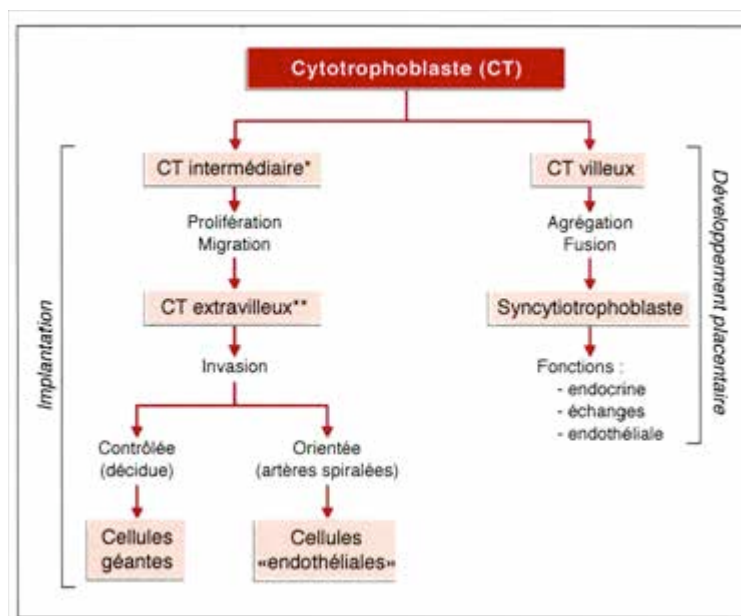 Cytotrophoblaste (CT)
CT intermédiaire*
Prolifération
Migration
CT extravilleux**
Invasion
Contrôlée
(décidue)
Cellules
géantes
Orientée
(artères spiralées)
Cellules
«endothéliales»
Implantation
CT villeux
Agrégation
Fusion
Syncytiotrophoblaste
Fonctions :
- endocrine
- échanges
- endothéliale
Développement placentaire